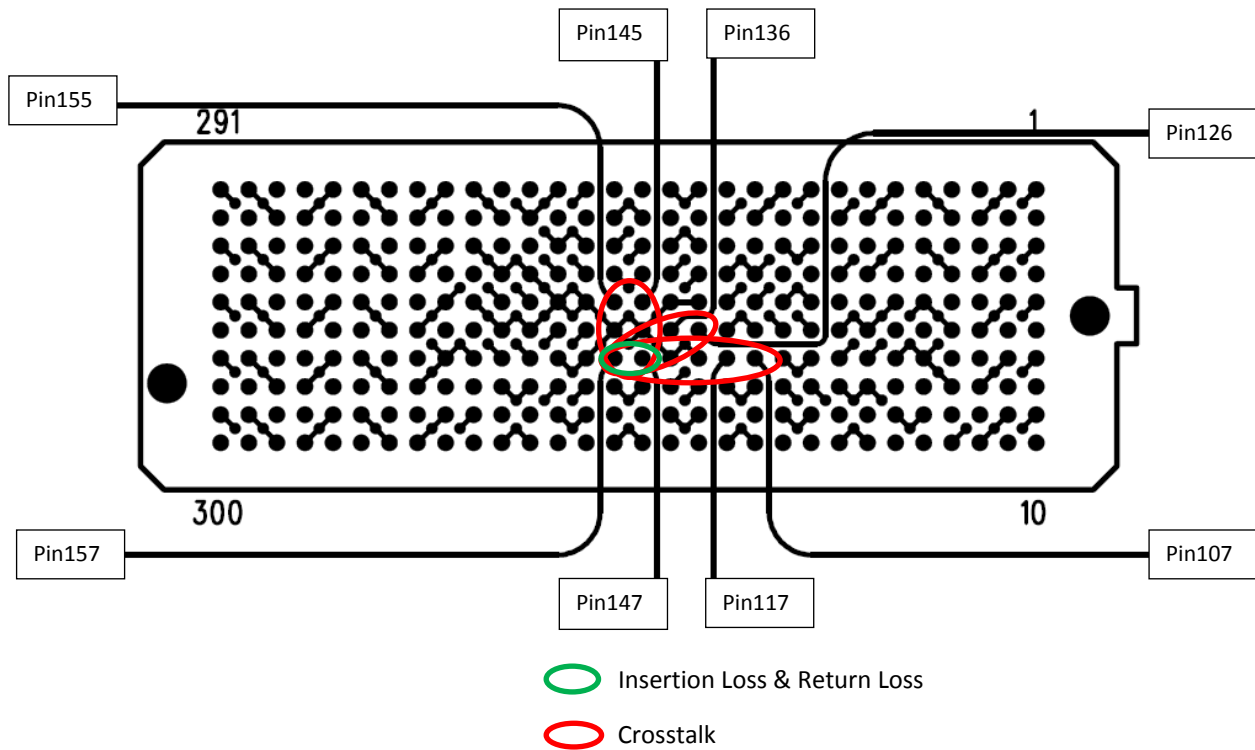 Pin145
Pin136
Pin155
291
1
Pin126
300
10
Pin157
Pin107
Pin147
Pin117
Insertion Loss & Return Loss
Crosstalk